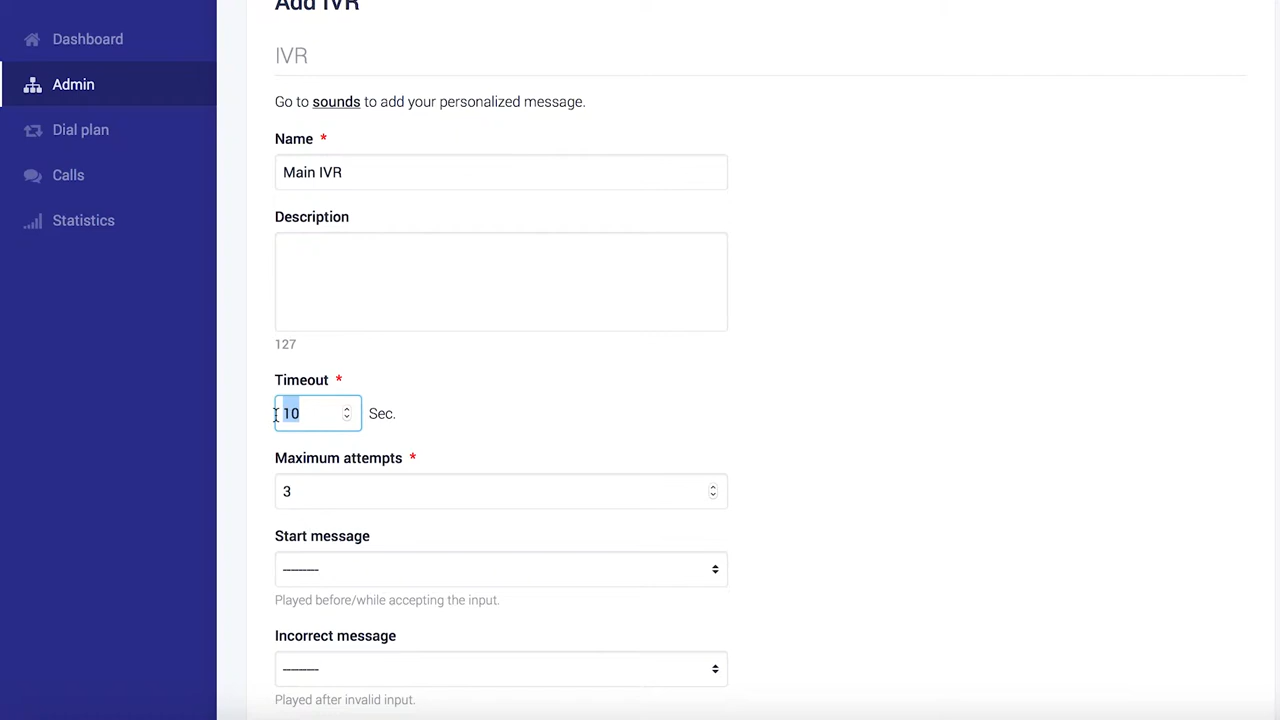 Add IVR
Dashboard
Admin
Dial plan
Calls
Statistics
IVR
Go to sounds to add your personalized message.
Name *
Main IVR
Description
127
Timeout *
10 Sec.
Maximum attempts *
3
Start message
---------
Played before/while accepting the input.
Incorrect message
---------
Played after invalid input.